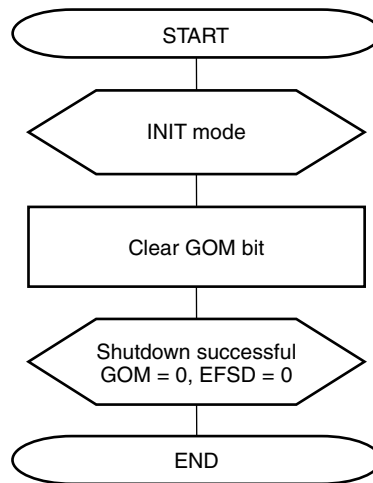 START
INIT mode
Clear GOM bit
Shutdown successful
GOM = 0, EFSD = 0
END